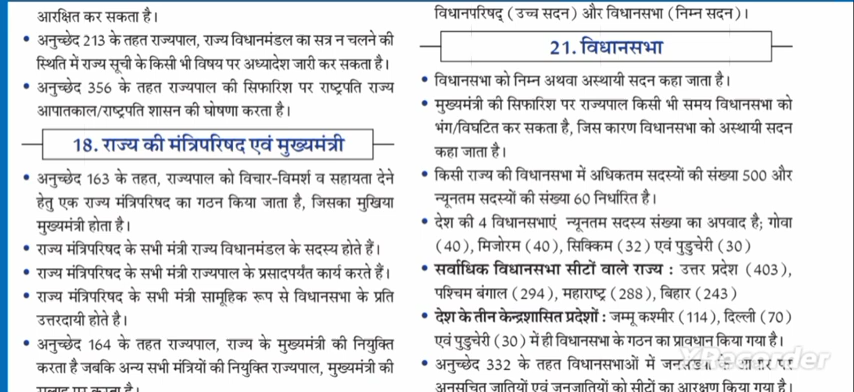 आरक्षित कर सकता है।
• अनुच्छेद 213 के तहत राज्यपाल, राज्य विधानमंडल का सत्र न चलने की
स्थिति में राज्य सूची के किसी भी विषय पर अध्यादेश जारी कर सकता है।
• अनुच्छेद 356 के तहत राज्यपाल की सिफारिश पर राष्ट्रपति राज्य
आपातकाल/राष्ट्रपति शासन की घोषणा करता है।
18. राज्य की मंत्रिपरिषद एवं मुख्यमंत्री
• अनुच्छेद 163 के तहत, राज्यपाल को विचार-विमर्श व सहायता देने
हेतु एक राज्य मंत्रिपरिषद का गठन किया जाता है, जिसका मुखिया
मुख्यमंत्री होता है।
• राज्य मंत्रिपरिषद के सभी मंत्री राज्य विधानमंडल के सदस्य होते हैं।
• राज्य मंत्रिपरिषद के सभी मंत्री राज्यपाल के प्रसादपर्यंत कार्य करते हैं।
• राज्य मंत्रिपरिषद के सभी मंत्री सामूहिक रूप से विधानसभा के प्रति
उत्तरदायी होते है।
• अनुच्छेद 164 के तहत राज्यपाल, राज्य के मुख्यमंत्री की नियुक्ति
करता है जबकि अन्य सभी मंत्रियों की नियुक्ति राज्यपाल, मुख्यमंत्री की
सलाह पर करता है।
विधानपरिषद् (उच्च सदन) और विधानसभा (निम्न सदन)।
21. विधानसभा
• विधानसभा को निम्न अथवा अस्थायी सदन कहा जाता है।
• मुख्यमंत्री की सिफारिश पर राज्यपाल किसी भी समय विधानसभा को
भंग/विघटित कर सकता है, जिस कारण विधानसभा को अस्थायी सदन
कहा जाता है।
• किसी राज्य की विधानसभा में अधिकतम सदस्यों की संख्या 500 और
न्यूनतम सदस्यों की संख्या 60 निर्धारित है।
• देश की 4 विधानसभाएं न्यूनतम सदस्य संख्या का अपवाद है; गोवा
(40), मिजोरम (40), सिक्किम (32) एवं पुडुचेरी (30)
• सर्वाधिक विधानसभा सीटों वाले राज्य : उत्तर प्रदेश (403),
पश्चिम बंगाल (294), महाराष्ट्र (288), बिहार (243)
• देश के तीन केन्द्रशासित प्रदेशों : जम्मू कश्मीर (114), दिल्ली (70)
एवं पुडुचेरी (30) में ही विधानसभा के गठन का प्रावधान किया गया है।
• अनुच्छेद 332 के तहत विधानसभाओं में जनसंख्या के आधार पर
अनुसूचित जातियों एवं जनजातियों को सीटों का आरक्षण किया गया है।
XRecorder